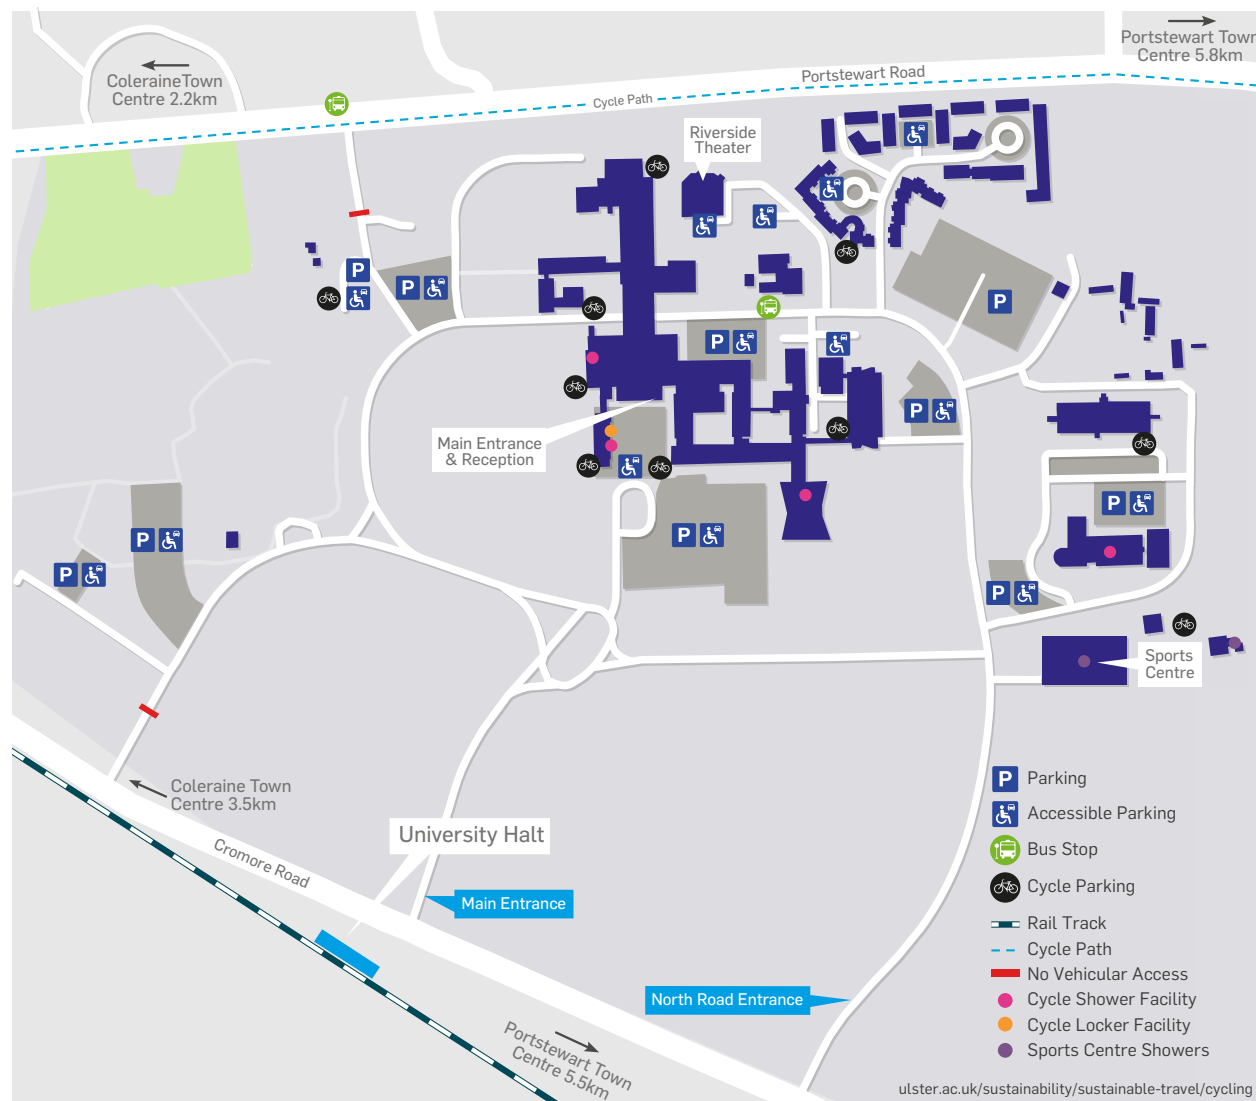 Portstewart Town
Centre 5.8km
Coleraine Town
Centre 2.2km
Portstewart Road
Cycle Path
Riverside
Theater
P
P
P
P
P
Main Entrance
& Reception
P
P
P
P
P
Sports
Centre
Coleraine Town
Centre 3.5km
University Halt
Cromore Road
Main Entrance
North Road Entrance
Portstewart Town
Centre 5.5km
P Parking
Accessible Parking
Bus Stop
Cycle Parking
Rail Track
Cycle Path
No Vehicular Access
Cycle Shower Facility
Cycle Locker Facility
Sports Centre Showers
ulster.ac.uk/sustainability/sustainable-travel/cycling